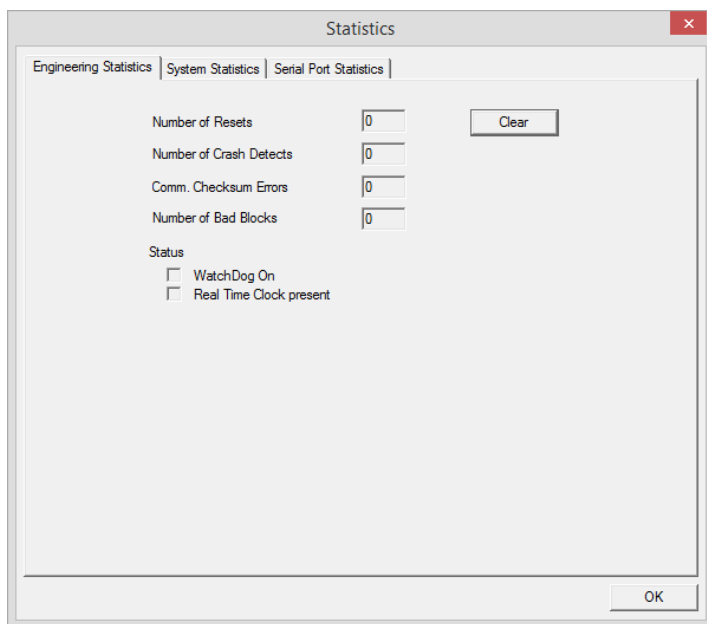 Statistics
Engineering Statistics System Statistics Serial Port Statistics
Number of Resets 0 Clear
Number of Crash Detects 0
Comm. Checksum Errors 0
Number of Bad Blocks 0
Status
WatchDog On
Real Time Clock present
OK